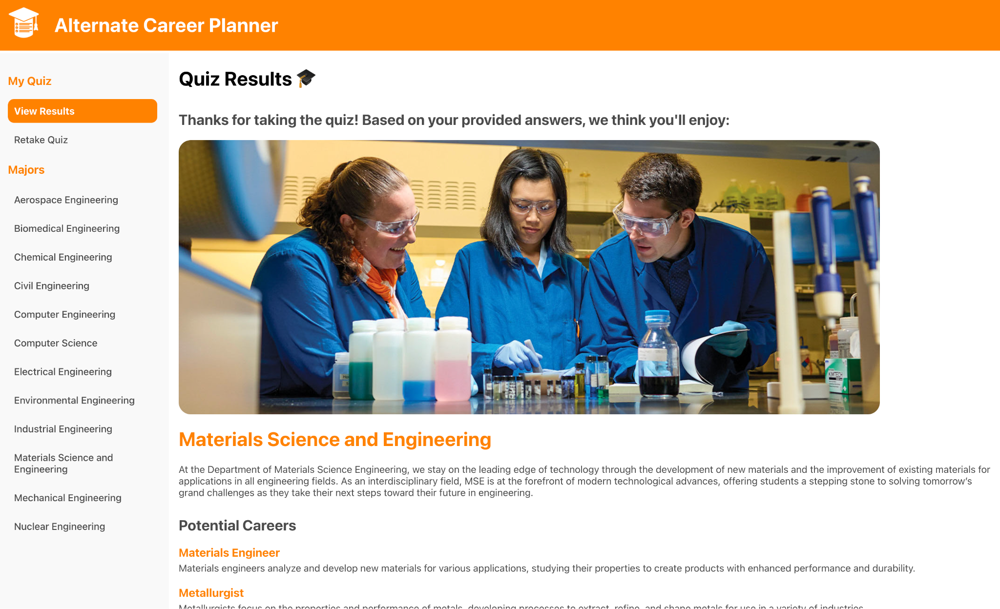 Alternate Career Planner
My Quiz
View Results
Retake Quiz
Majors
Aerospace Engineering
Biomedical Engineering
Chemical Engineering
Civil Engineering
Computer Engineering
Computer Science
Electrical Engineering
Environmental Engineering
Industrial Engineering
Materials Science and
Engineering
Mechanical Engineering
Nuclear Engineering
Quiz Results 🎓
Thanks for taking the quiz! Based on your provided answers, we think you'll enjoy:
KIMTECH
Materials Science and Engineering
At the Department of Materials Science Engineering, we stay on the leading edge of technology through the development of new materials and the improvement of existing materials for
applications in all engineering fields. As an interdisciplinary field, MSE is at the forefront of modern technological advances, offering students a stepping stone to solving tomorrow’s
grand challenges as they take their next steps toward their future in engineering.
Potential Careers
Materials Engineer
Materials engineers analyze and develop new materials for various applications, studying their properties to create products with enhanced performance and durability.
Metallurgist
Metallurgists focus on the properties and performance of metals, developing processes to extract, refine, and shape metals for use in a variety of industries.